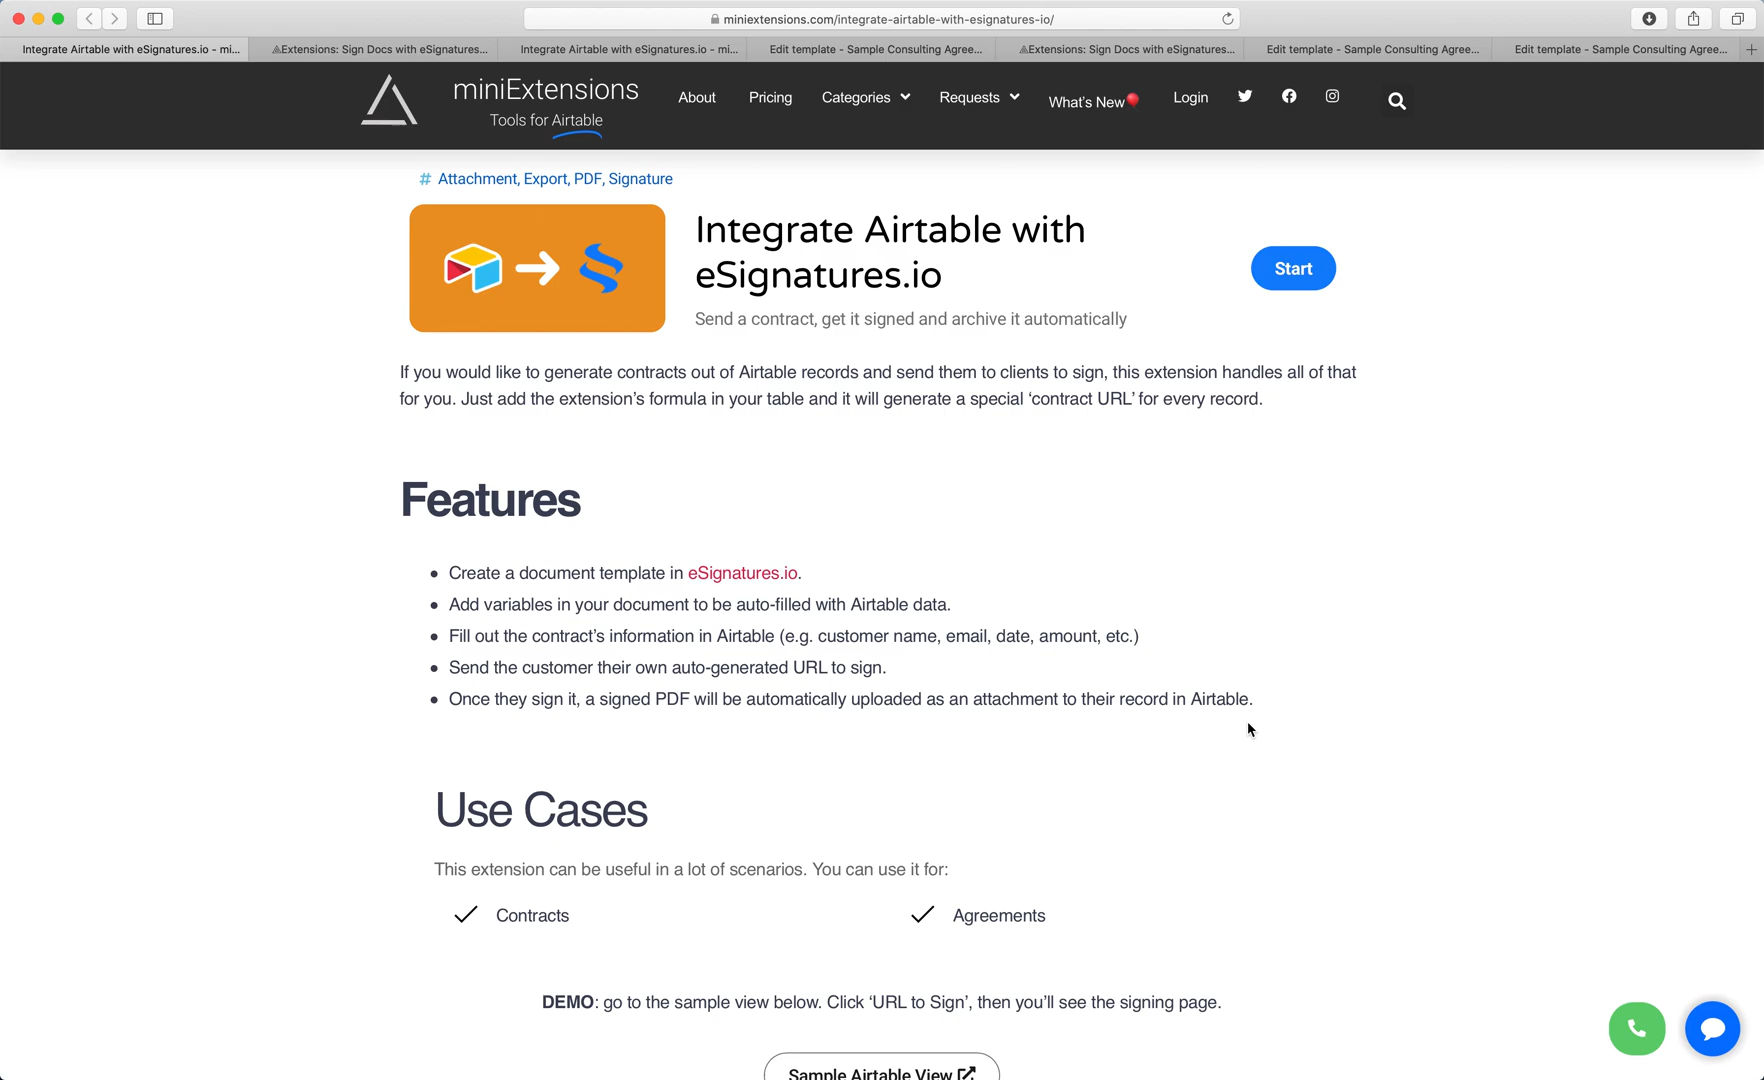 miniextensions.com/integrate-airtable-with-esignatures-io/
Integrate Airtable with eSignatures.io - mi...
Extensions: Sign Docs with eSignatures...
Integrate Airtable with eSignatures.io - mi...
Edit template - Sample Consulting Agree...
Extensions: Sign Docs with eSignatures...
Edit template - Sample Consulting Agree...
Edit template - Sample Consulting Agree...
miniExtensions
Tools for Airtable
About
Pricing
Categories
Requests
What's New
Login
# Attachment, Export, PDF, Signature
Integrate Airtable with
eSignatures.io
Start
Send a contract, get it signed and archive it automatically
If you would like to generate contracts out of Airtable records and send them to clients to sign, this extension handles all of that
for you. Just add the extension’s formula in your table and it will generate a special ‘contract URL’ for every record.
Features
• Create a document template in eSignatures.io.
• Add variables in your document to be auto-filled with Airtable data.
• Fill out the contract’s information in Airtable (e.g. customer name, email, date, amount, etc.)
• Send the customer their own auto-generated URL to sign.
• Once they sign it, a signed PDF will be automatically uploaded as an attachment to their record in Airtable.
Use Cases
This extension can be useful in a lot of scenarios. You can use it for:
Contracts
Agreements
DEMO: go to the sample view below. Click ‘URL to Sign’, then you’ll see the signing page.
Sample Airtable View